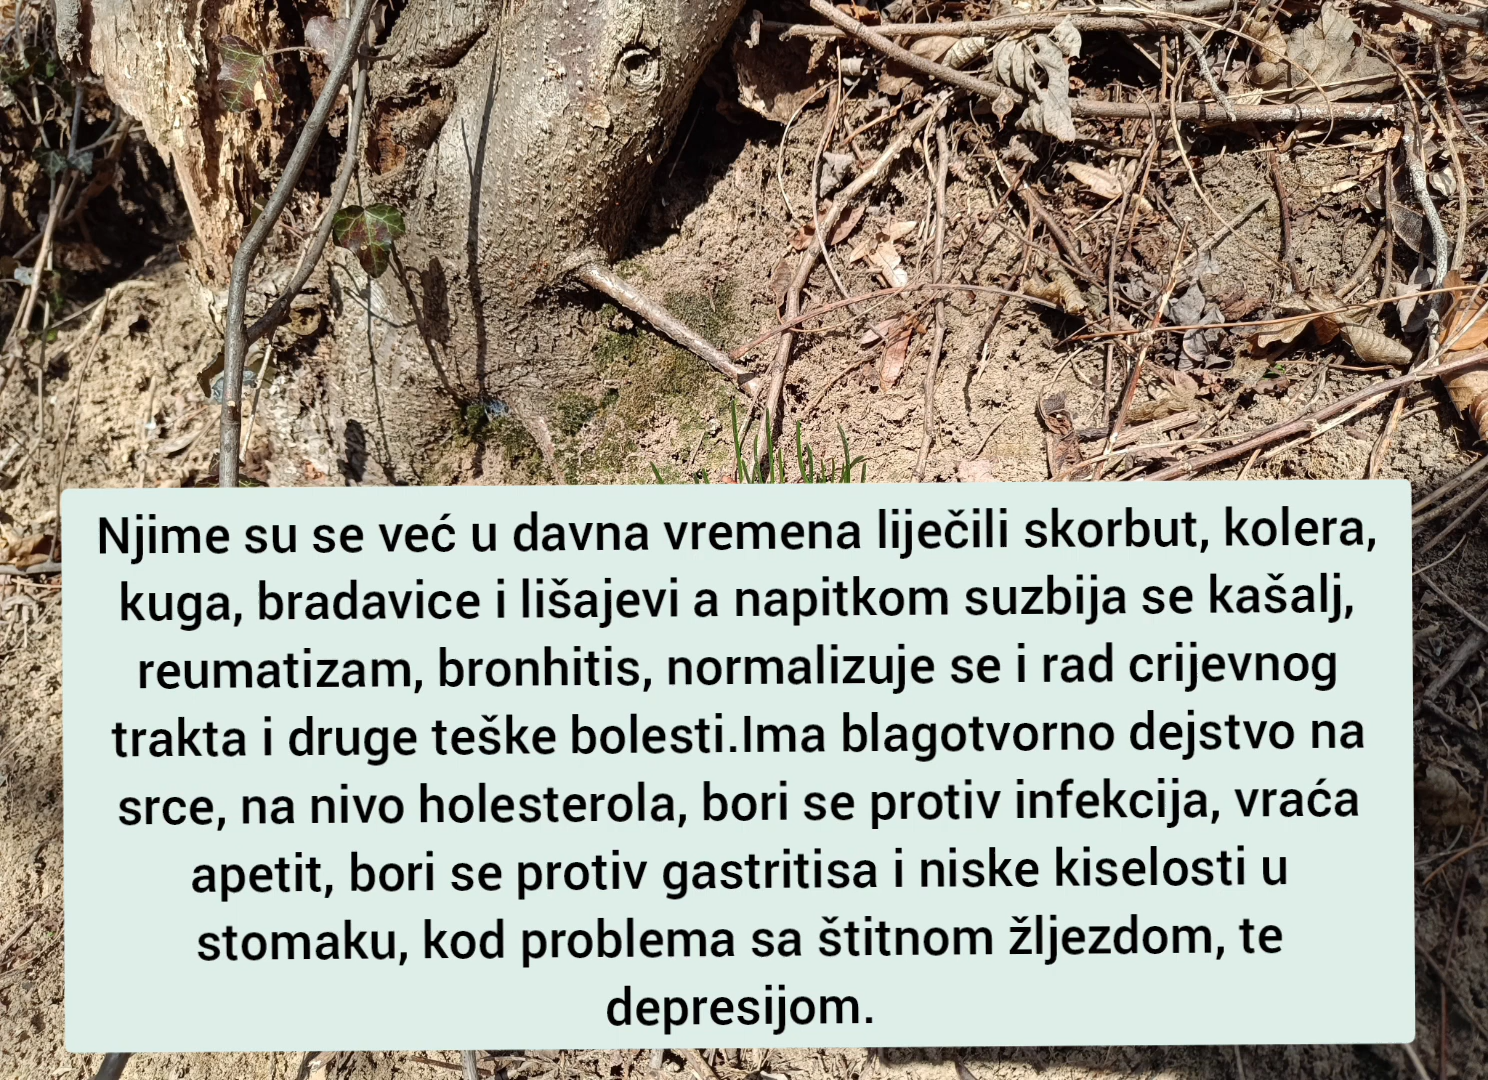 Njime su se već u davna vremena liječili skorbut, kolera,
kuga, bradavice i lišajevi a napitkom suzbija se kašalj,
reumatizam, bronhitis, normalizuje se i rad crijevnog
trakta i druge teške bolesti.Ima blagotvorno dejstvo na
srce, na nivo holesterola, bori se protiv infekcija, vraća
apetit, bori se protiv gastritisa i niske kiselosti u
stomaku, kod problema sa štitnom žljezdom, te
depresijom.